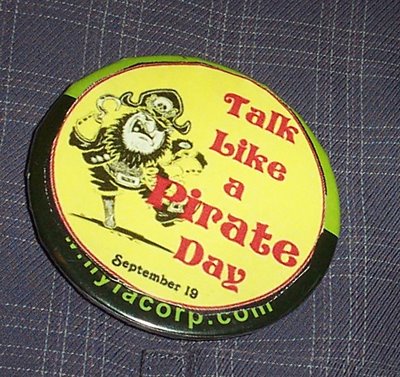 Talk
Like
a
Pirate
Day
September 19